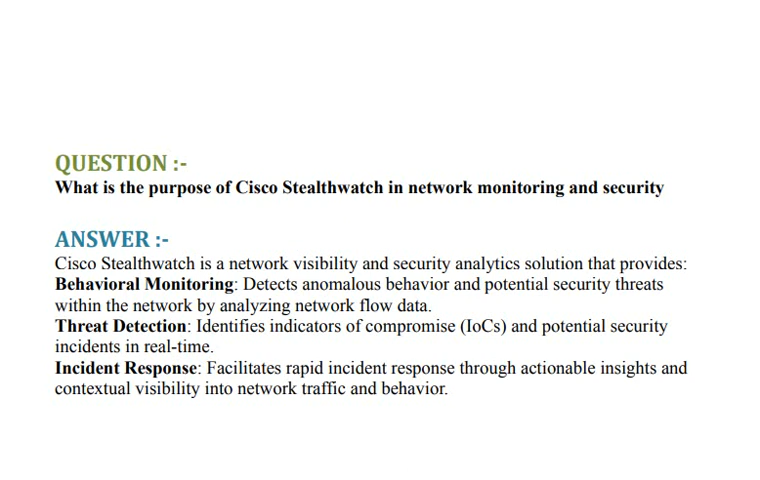 QUESTION :-
What is the purpose of Cisco Stealthwatch in network monitoring and security
ANSWER :-
Cisco Stealthwatch is a network visibility and security analytics solution that provides:
Behavioral Monitoring: Detects anomalous behavior and potential security threats
within the network by analyzing network flow data.
Threat Detection: Identifies indicators of compromise (IoCs) and potential security
incidents in real-time.
Incident Response: Facilitates rapid incident response through actionable insights and
contextual visibility into network traffic and behavior.